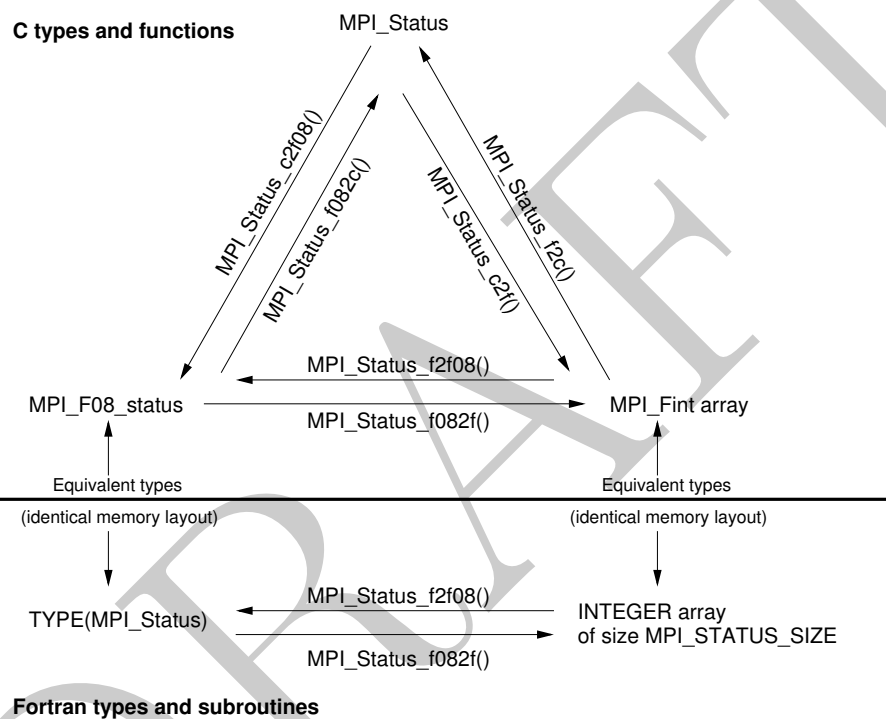 C types and functions
MPI_Status
MPI_Status_c2f08()
MPI_Status_f082c()
MPI_Status_c2f()
MPI_Status_f2c()
MPI_Status_f2f08()
MPI_F08_status
MPI_Fint array
MPI_Status_f082f()
Equivalent types
Equivalent types
(identical memory layout)
(identical memory layout)
MPI_Status_f2f08()
TYPE(MPI_Status)
INTEGER array
of size MPI_STATUS_SIZE
MPI_Status_f082f()
Fortran types and subroutines
DRAFT